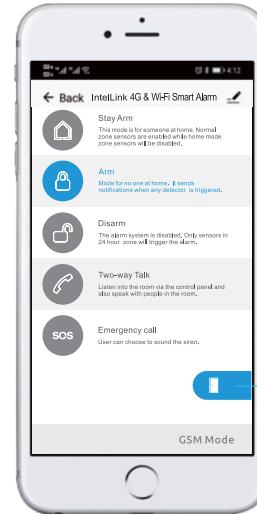 4:12
Back IntelLink 4G & Wi-Fi Smart Alarm
Stay Arm
This mode is for someone at home. Normal
zone sensors are enabled while home mode
zone sensors will be disabled.
Arm
Mode for no one at home. It sends
notifications when any detector is triggered.
Disarm
The alarm system is disabled, Only sensors in
24 hour zone will trigger the alarm.
Two-way Talk
Listen into the room via the control panel and
also speak with people in the room.
SOS
Emergency call
User can choose to sound the siren.
GSM Mode